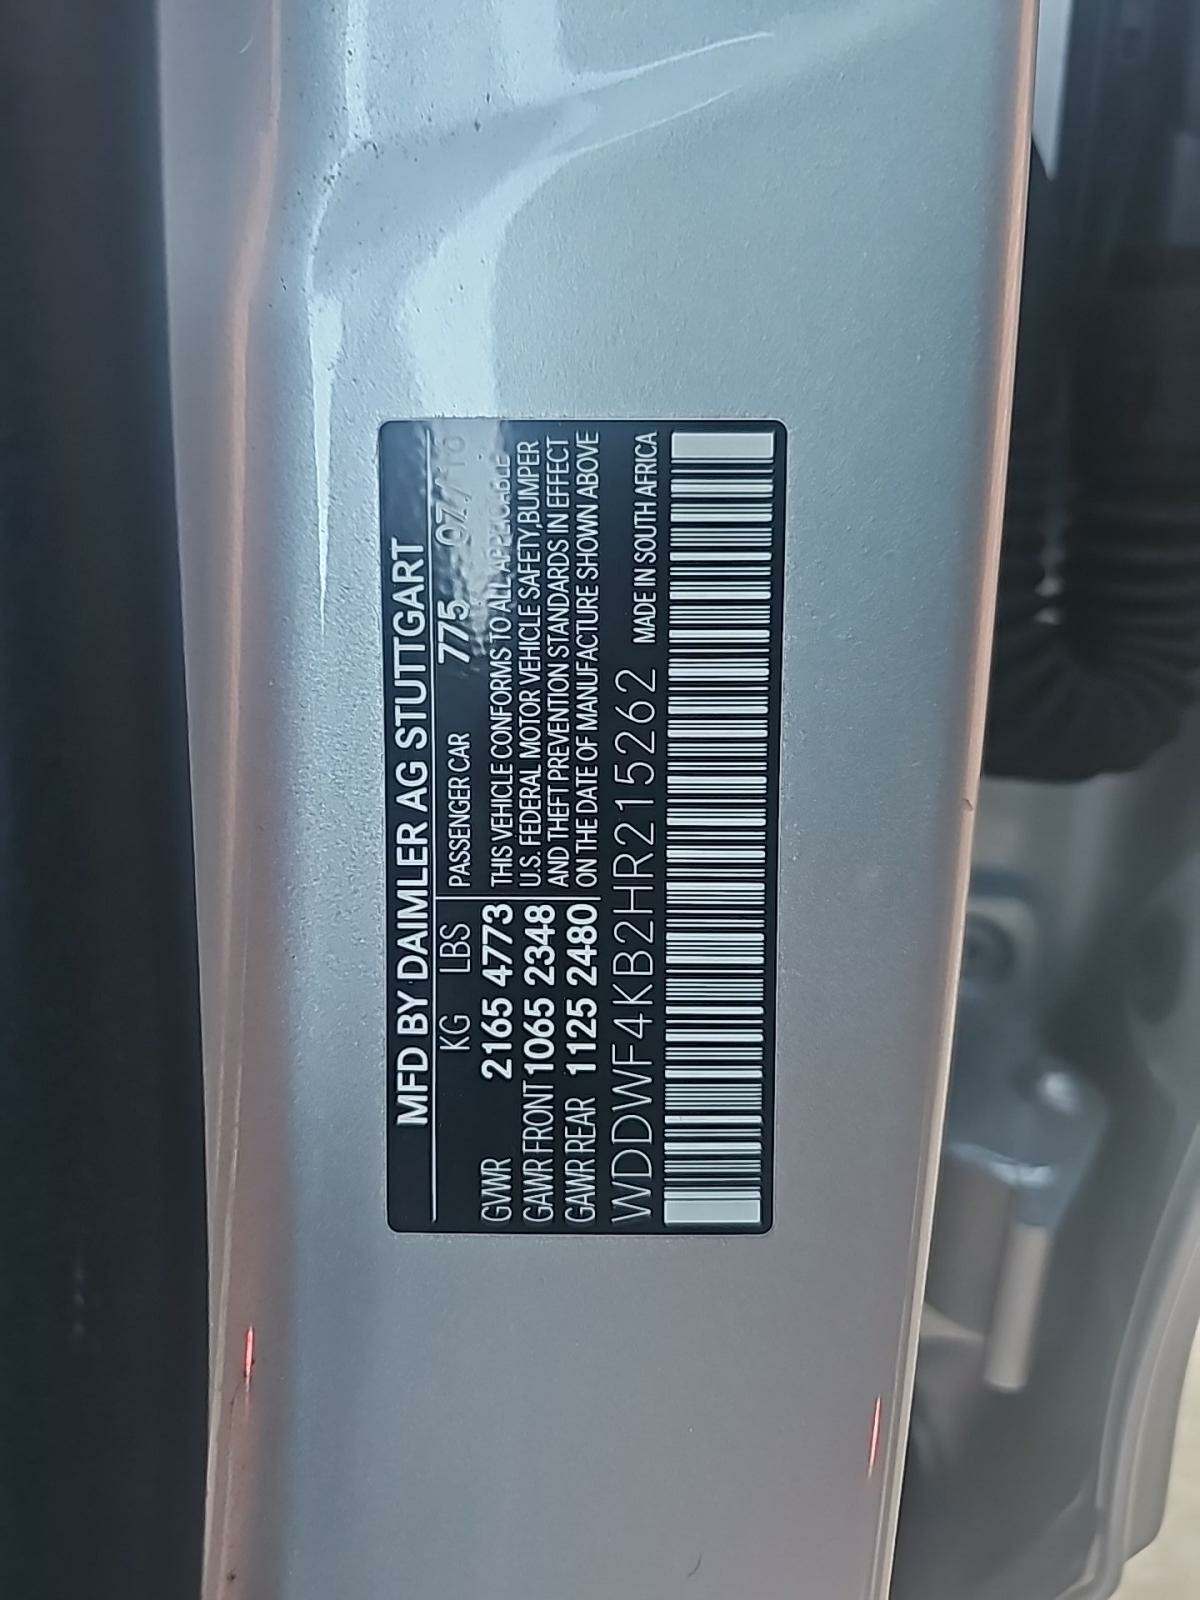 MFD BY DAIMLER AG STUTTGART
KG LBS
PASSENGER CAR 775 07/16
GVWR 2165 4773
GAWR FRONT 1065 2348
GAWR REAR 1125 2480
THIS VEHICLE CONFORMS TO ALL APPLICABLE
U.S. FEDERAL MOTOR VEHICLE SAFETY,BUMPER
AND THEFT PREVENTION STANDARDS IN EFFECT
ON THE DATE OF MANUFACTURE SHOWN ABOVE
WDDWF4KB2HR215262 MADE IN SOUTH AFRICA